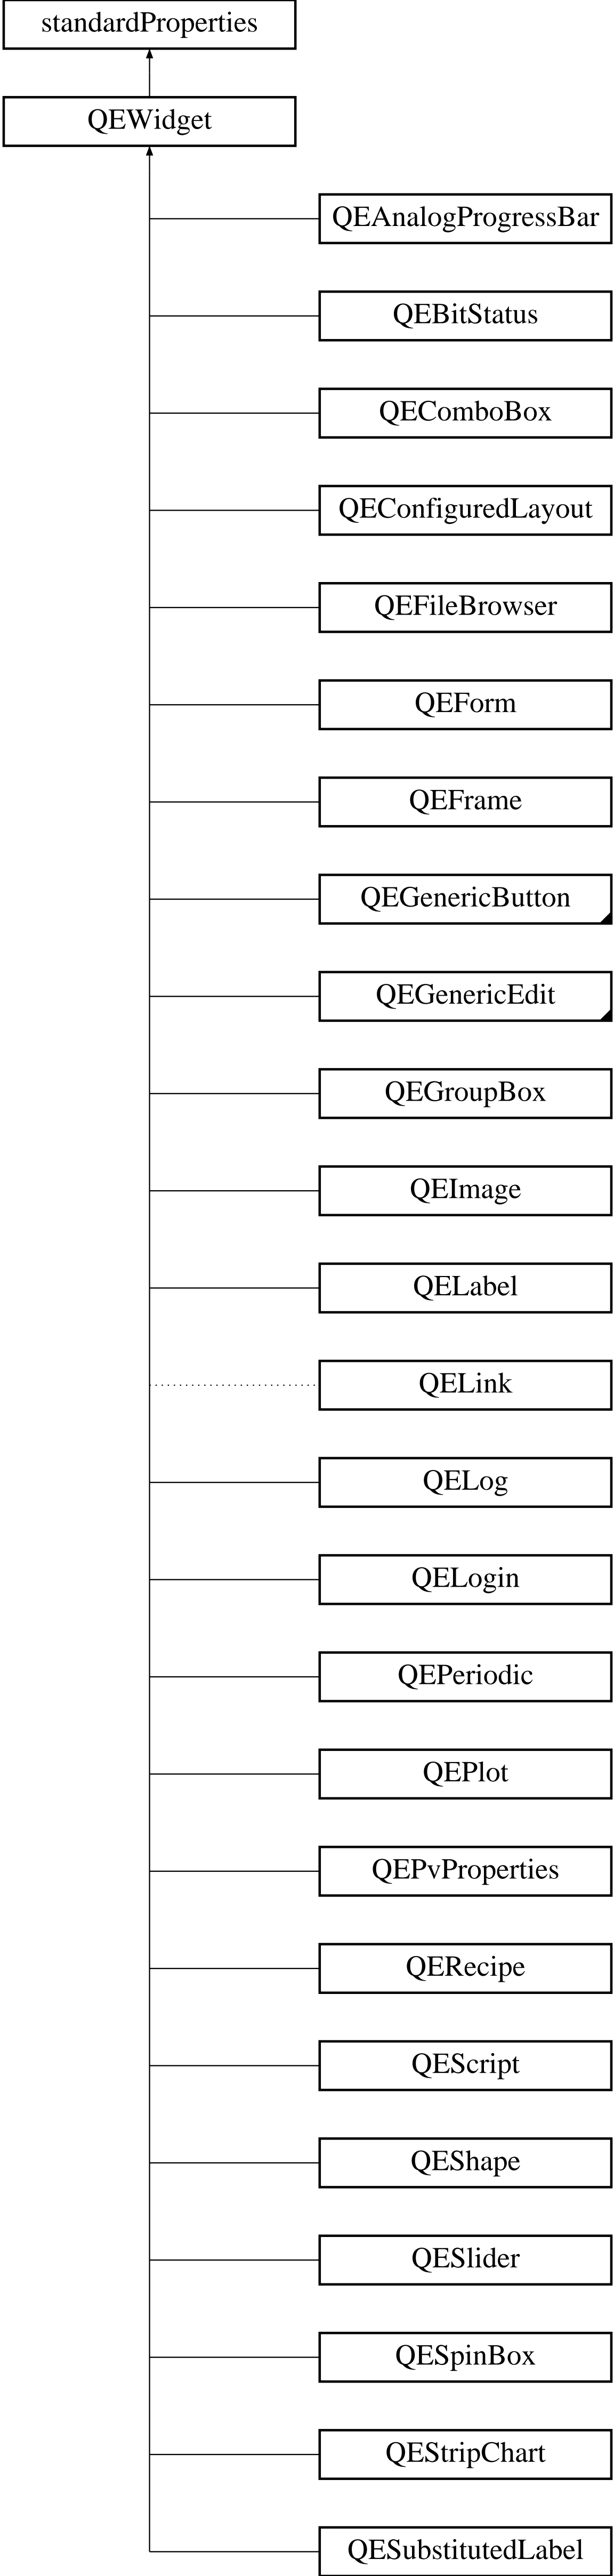 standardProperties
QEWidget
QEAnalogProgressBar
QEBitStatus
QEComboBox
QEConfiguredLayout
QEFileBrowser
QEForm
QEFrame
QEGenericButton
QEGenericEdit
QEGroupBox
QEImage
QELabel
QELink
QELog
QELogin
QEPeriodic
QEPlot
QEPvProperties
QERecipe
QEScript
QEShape
QESlider
QESpinBox
QEStripChart
QESubstitutedLabel